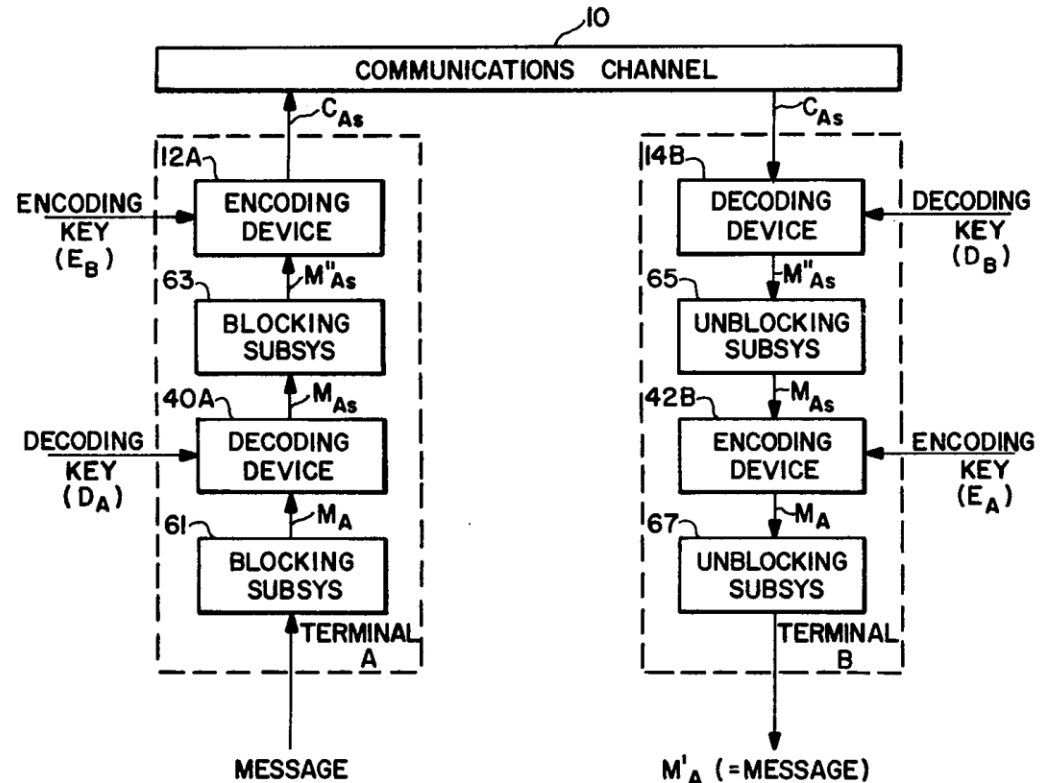 10
COMMUNICATIONS CHANNEL
C_As
C_As
12A
ENCODING DEVICE
ENCODING KEY (E_B)
M"_As
63
BLOCKING SUBSYS
M_As
40A
DECODING DEVICE
DECODING KEY (D_A)
M_A
61
BLOCKING SUBSYS
TERMINAL A
MESSAGE
14B
DECODING DEVICE
DECODING KEY (D_B)
M"_As
65
UNBLOCKING SUBSYS
M_As
42B
ENCODING DEVICE
ENCODING KEY (E_A)
M_A
67
UNBLOCKING SUBSYS
TERMINAL B
M'_A (=MESSAGE)